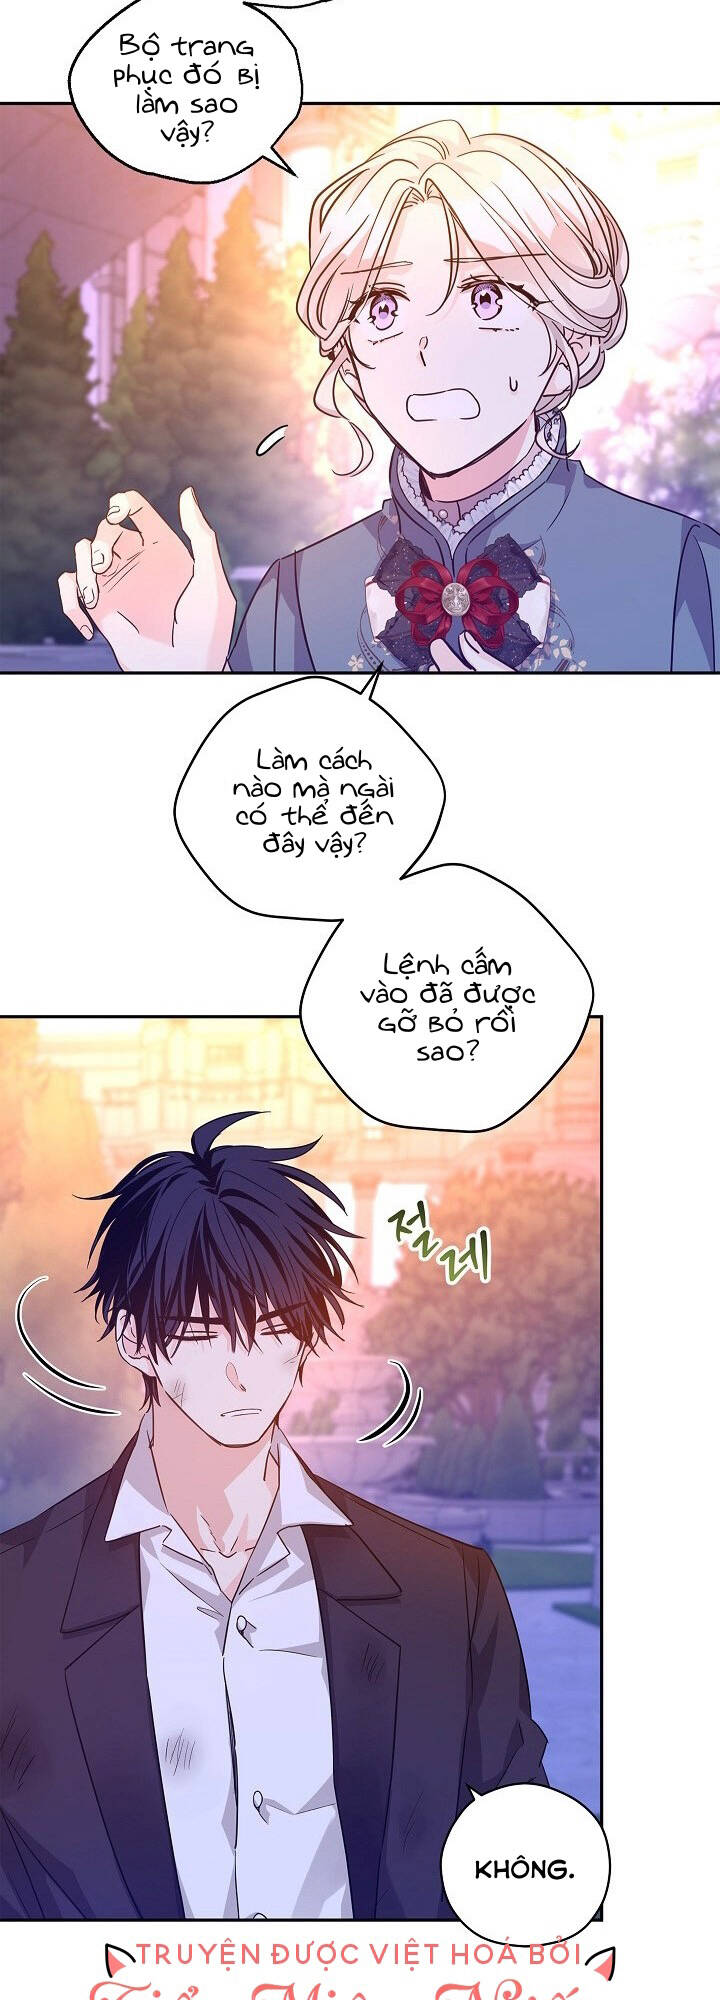 Bộ trang
phục đó bị
làm sao
vậy?
Làm cách
nào mà ngài
có thể đến
đây vậy?
Lệnh cấm
vào đã được
gỡ bỏ rồi
sao?
절레
KHÔNG.
TRUYỆN ĐƯỢC VIỆT HOÁ BỞI